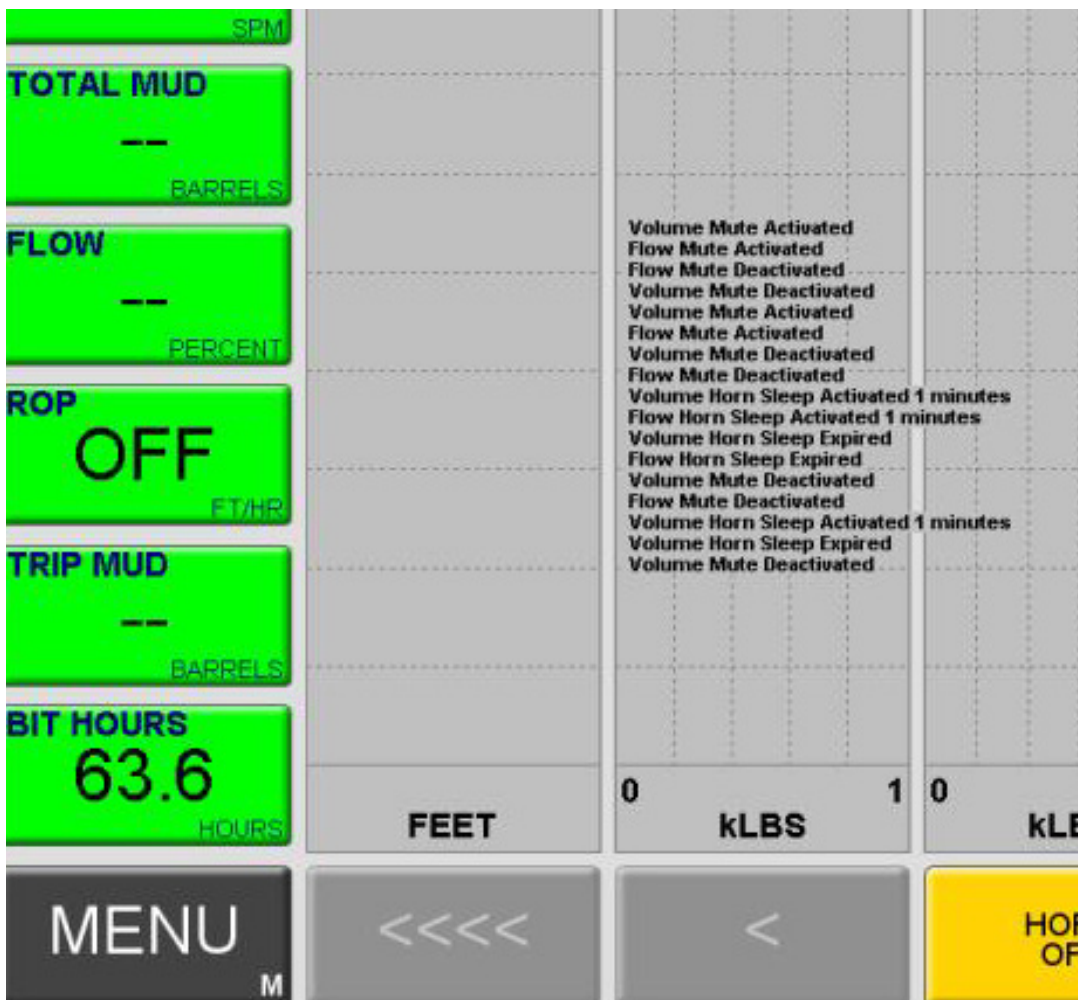 SPM
TOTAL MUD
--
BARRELS
FLOW
--
PERCENT
ROP
OFF
FT/HR
TRIP MUD
--
BARRELS
BIT HOURS
63.6
HOURS
MENU
M
FEET
<<<<
Volume Mute Activated
Flow Mute Activated
Flow Mute Deactivated
Volume Mute Deactivated
Volume Mute Activated
Flow Mute Activated
Volume Mute Deactivated
Flow Mute Deactivated
Volume Horn Sleep Activated 1 minutes
Flow Horn Sleep Activated 1 minutes
Volume Horn Sleep Expired
Flow Horn Sleep Expired
Volume Mute Deactivated
Flow Mute Deactivated
Volume Horn Sleep Activated 1 minutes
Volume Horn Sleep Expired
Volume Mute Deactivated
0 1
kLBS
<
0